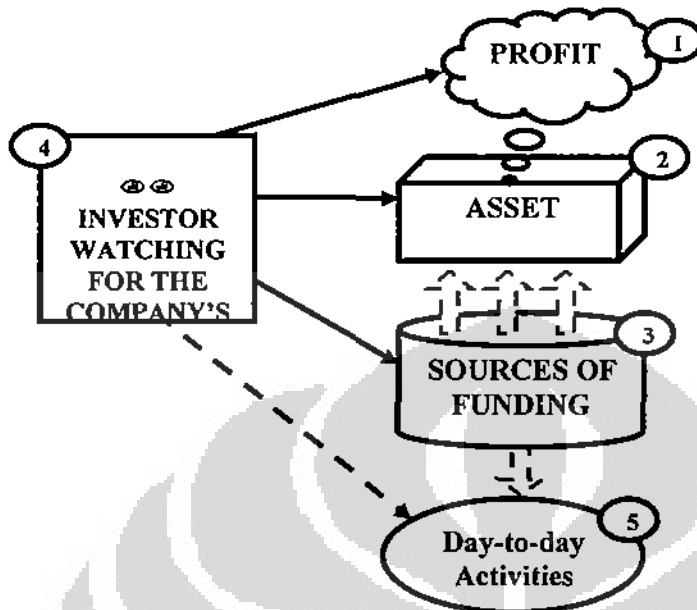 PROFIT
1
4
2
INVESTOR
WATCHING
FOR THE
COMPANY'S
ASSET
3
SOURCES OF
FUNDING
5
Day-to-day
Activities